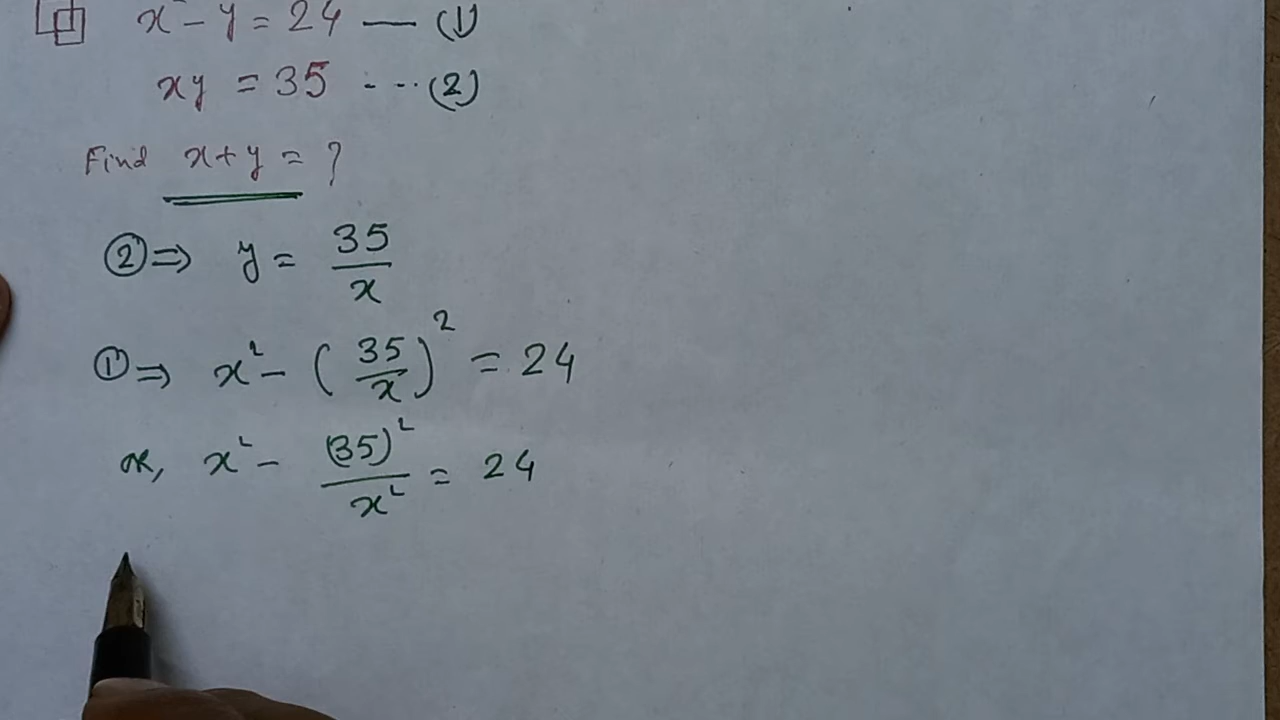 x² - y = 24 — (1)
xy = 35 --- (2)
Find x+y = ?
② ⇒ y = 35/x
① ⇒ x² - (35/x)² = 24
or, x² - (35)²/x² = 24